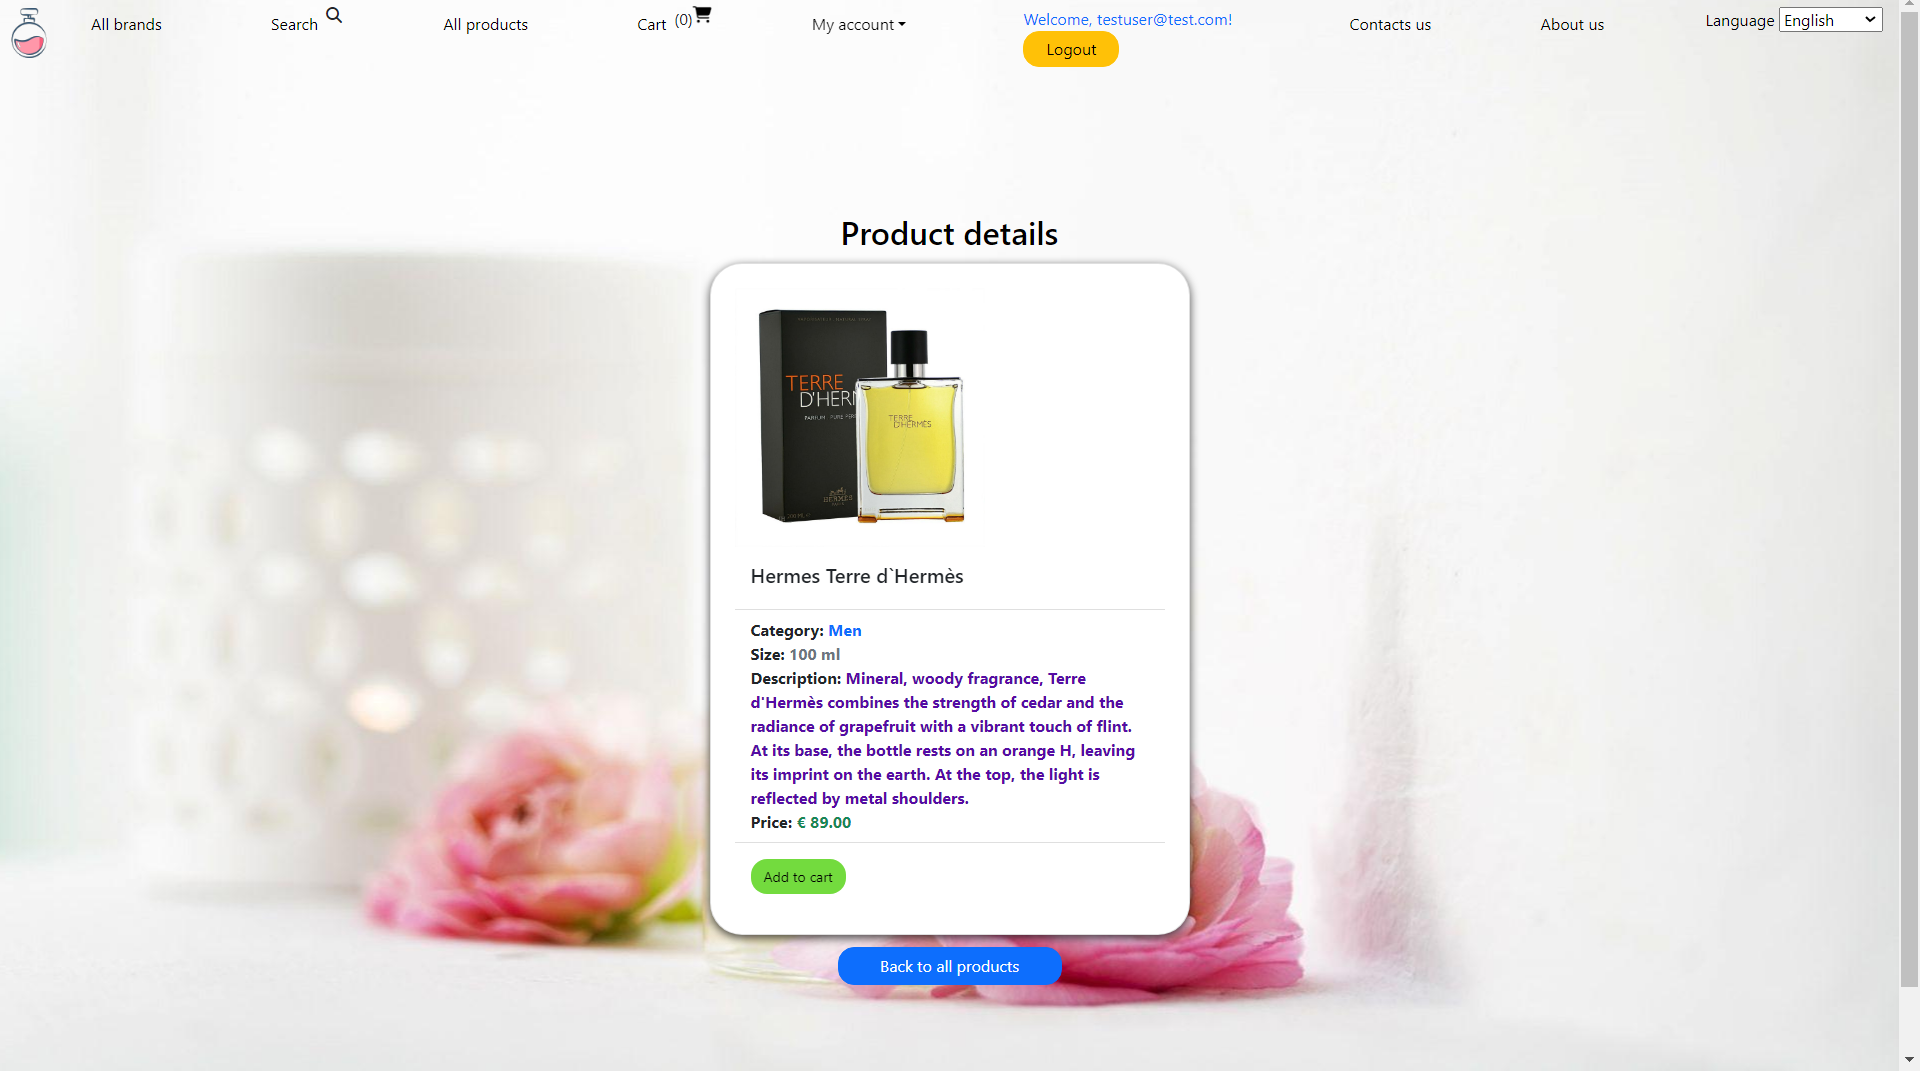 All brands
Search
All products
Cart (0)
My account
Welcome, testuser@test.com!
Logout
Contacts us
About us
Language English
Product details
TERRE
D'HERM
TERRE
D'HERMÈS
HERMES
Hermes Terre d`Hermès
Category: Men
Size: 100 ml
Description: Mineral, woody fragrance, Terre
d'Hermès combines the strength of cedar and the
radiance of grapefruit with a vibrant touch of flint.
At its base, the bottle rests on an orange H, leaving
its imprint on the earth. At the top, the light is
reflected by metal shoulders.
Price: € 89.00
Add to cart
Back to all products